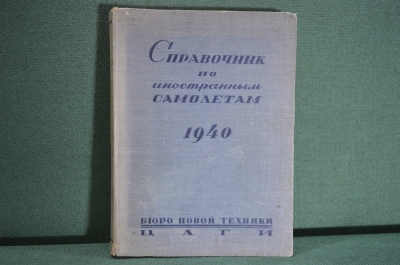 Справочник
по
иностранным
самолетам
1940
БЮРО НОВОЙ ТЕХНИКИ
ЦАГИ